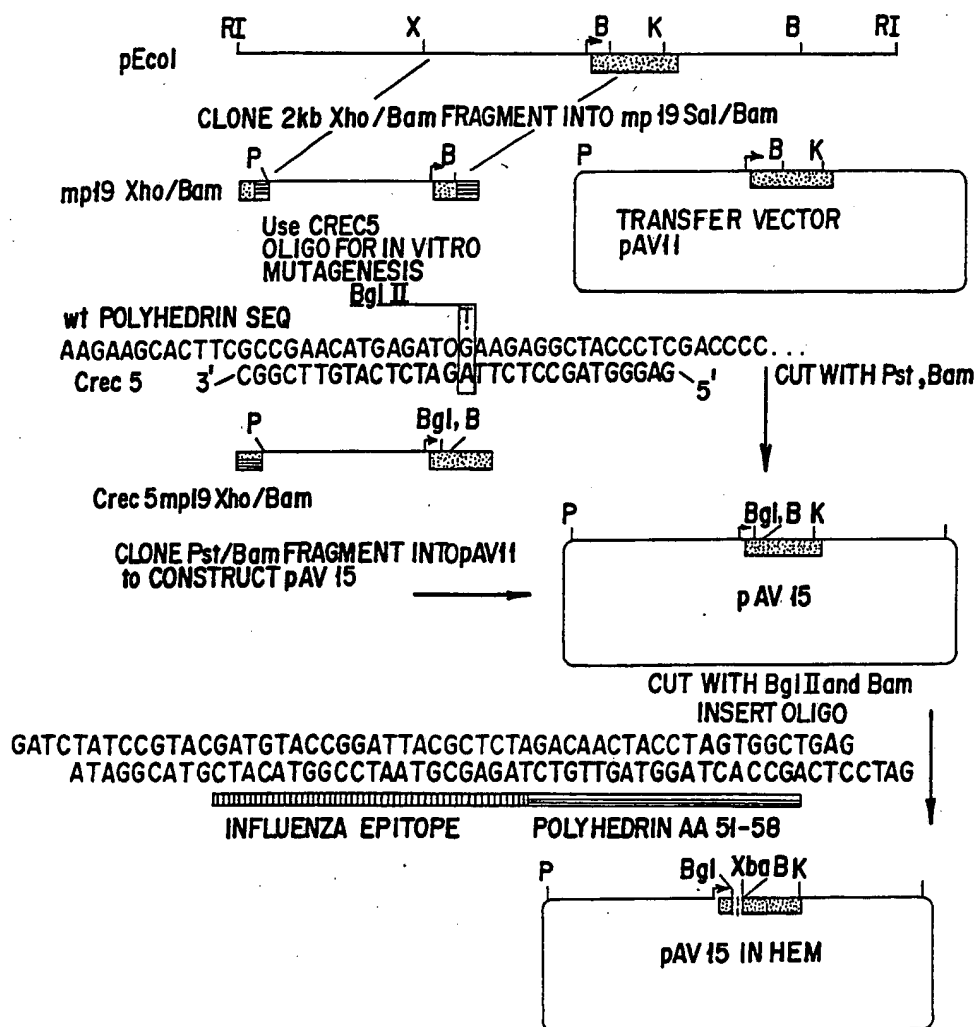 RI X B K B RI
pEcoI
CLONE 2kb Xho/Bam FRAGMENT INTO mp 19 Sal/Bam
P B
mp19 Xho/Bam
P B K
TRANSFER VECTOR
pAV11
Use CREC5
OLIGO FOR IN VITRO
MUTAGENESIS
Bgl II
T
wt POLYHEDRIN SEQ
AAGAAGCACTTCGCCGAACATGAGATOGAAGAGGCTACCCTCGACCCC...
Crec 5 3' CGGCTTGTACTCTAGATTCTCCGATGGGAG 5'
CUT WITH Pst, Bam
P Bgl, B
Crec 5mp19 Xho/Bam
CLONE Pst/Bam FRAGMENT INTO pAV11
to CONSTRUCT pAV 15
P Bgl, B K
pAV 15
CUT WITH Bgl II and Bam
INSERT OLIGO
GATCTATCCGTACGATGTACCGGATTACGCTCTAGACAACTACCTAGTGGCTGAG
ATAGGCATGCTACATGGCCTAATGCGAGATCTGTTGATGGATCACCGACTCCTAG
INFLUENZA EPITOPE POLYHEDRIN AA 51-58
P Bgl Xba B K
pAV 15 IN HEM